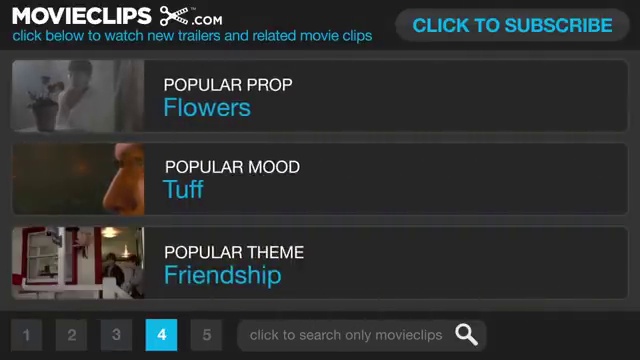 MOVIECLIPS.COM
click below to watch new trailers and related movie clips
CLICK TO SUBSCRIBE
POPULAR PROP
Flowers
POPULAR MOOD
Tuff
POPULAR THEME
Friendship
1 2 3 4 5
click to search only movieclips